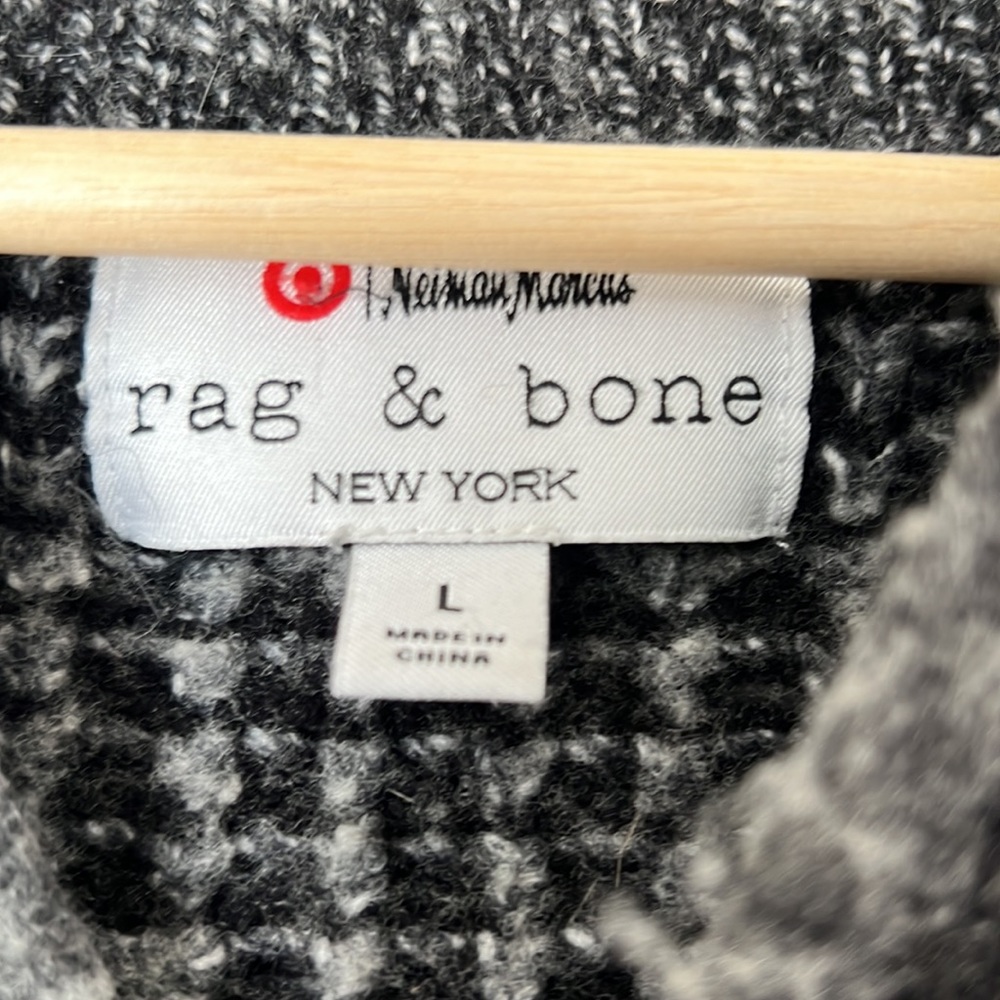 Neiman Marcus
rag & bone
NEW YORK
L
MADE IN
CHINA